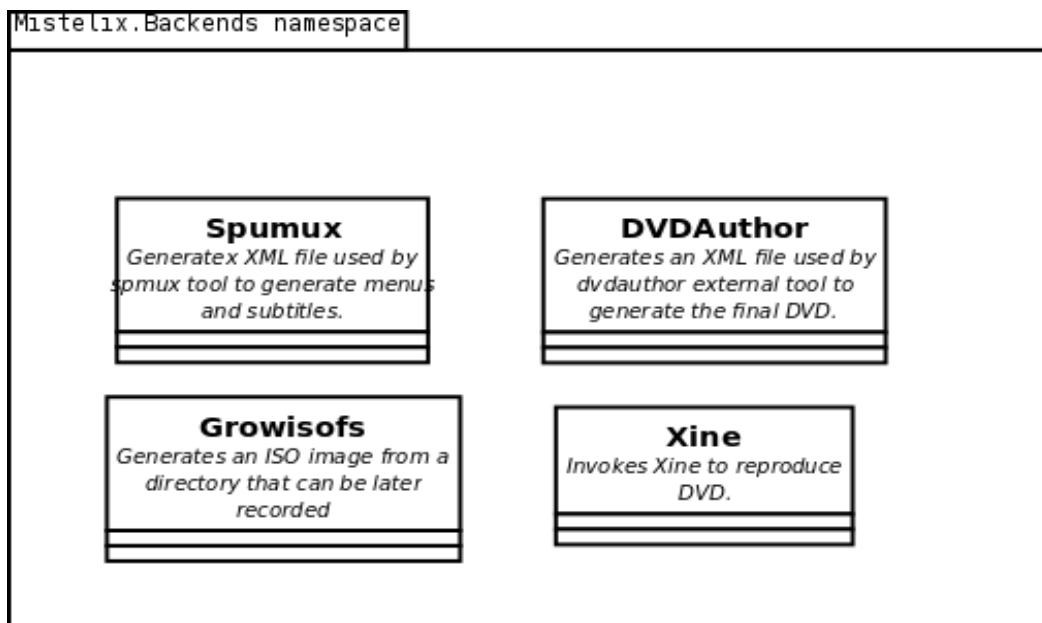 Mistelix.Backends namespace
Spumux
Generatex XML file used by
spmux tool to generate menus
and subtitles.
DVDAuthor
Generates an XML file used by
dvdauthor external tool to
generate the final DVD.
Growisofs
Generates an ISO image from a
directory that can be later
recorded
Xine
Invokes Xine to reproduce
DVD.